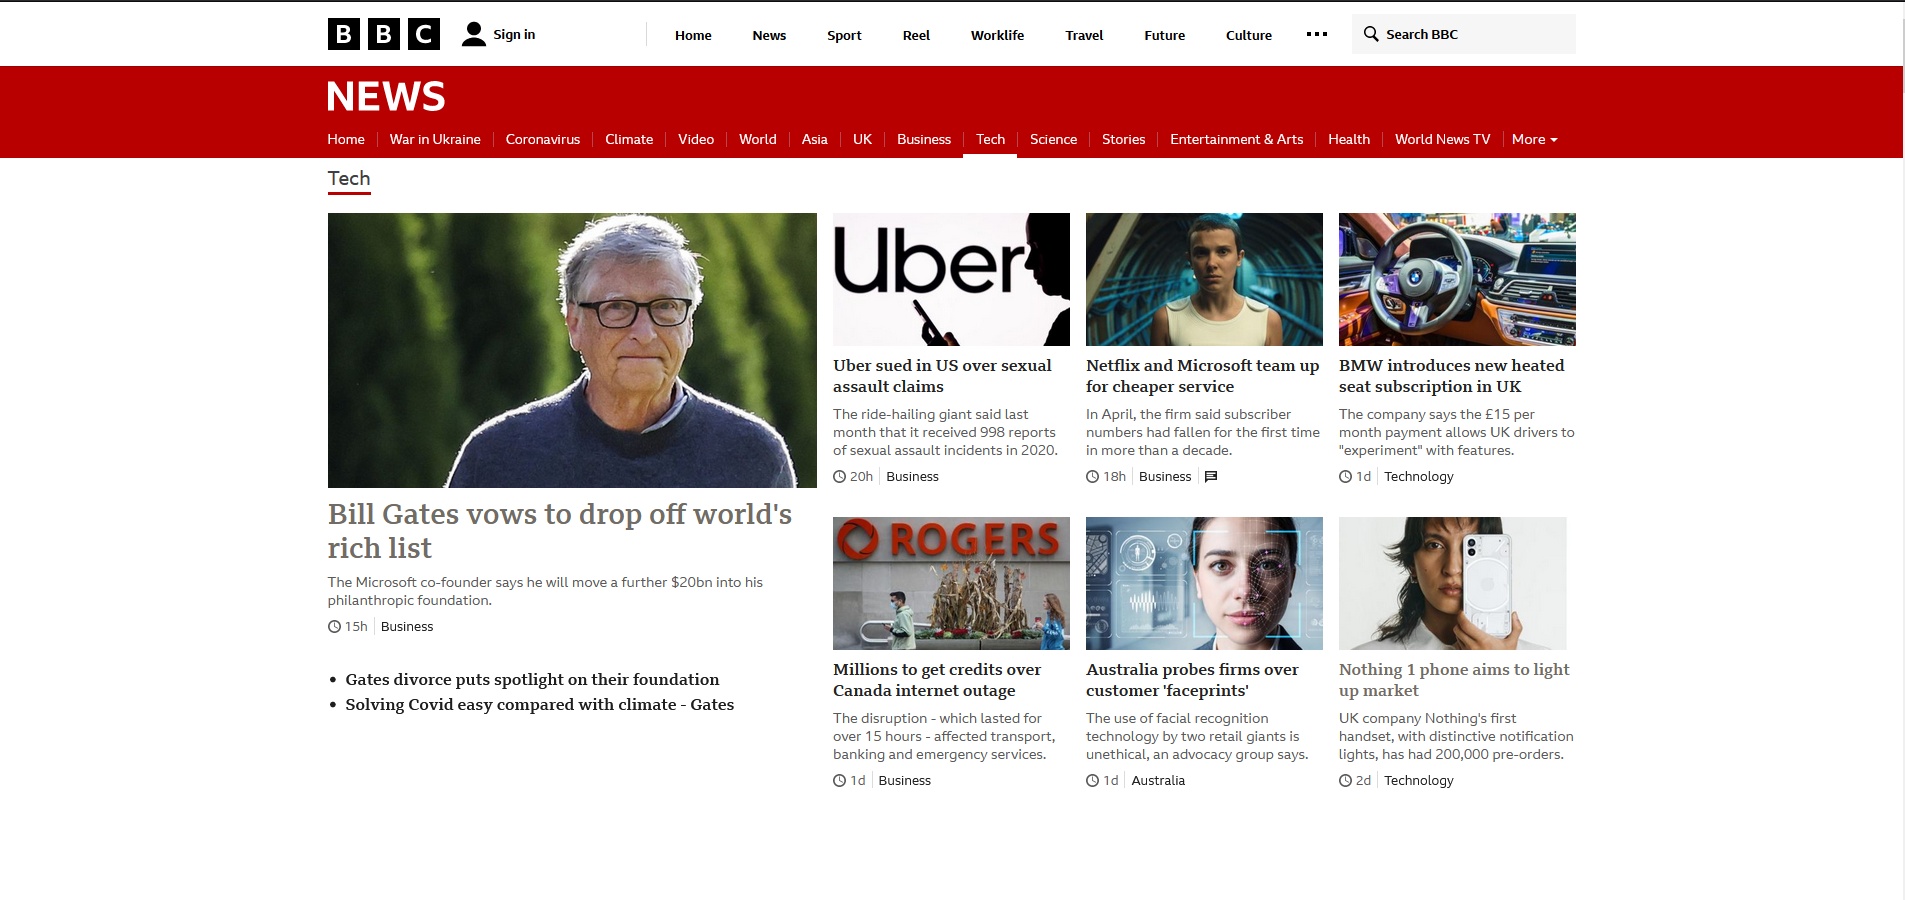 BBC
Sign in
Home
News
Sport
Reel
Worklife
Travel
Future
Culture
Search BBC
NEWS
Home
War in Ukraine
Coronavirus
Climate
Video
World
Asia
UK
Business
Tech
Science
Stories
Entertainment & Arts
Health
World News TV
More
Tech
Bill Gates vows to drop off world's
rich list
The Microsoft co-founder says he will move a further $20bn into his
philanthropic foundation.
15h
Business
Gates divorce puts spotlight on their foundation
Solving Covid easy compared with climate - Gates
Uber
Uber sued in US over sexual
assault claims
The ride-hailing giant said last
month that it received 998 reports
of sexual assault incidents in 2020.
20h
Business
Netflix and Microsoft team up
for cheaper service
In April, the firm said subscriber
numbers had fallen for the first time
in more than a decade.
18h
Business
BMW introduces new heated
seat subscription in UK
The company says the £15 per
month payment allows UK drivers to
"experiment" with features.
1d
Technology
ROGERS
Millions to get credits over
Canada internet outage
The disruption - which lasted for
over 15 hours - affected transport,
banking and emergency services.
1d
Business
Australia probes firms over
customer 'faceprints'
The use of facial recognition
technology by two retail giants is
unethical, an advocacy group says.
1d
Australia
Nothing 1 phone aims to light
up market
UK company Nothing's first
handset, with distinctive notification
lights, has had 200,000 pre-orders.
2d
Technology